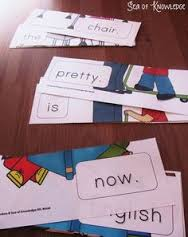 Sea of Knowledge
the
chair.
pretty.
is
now.
glish